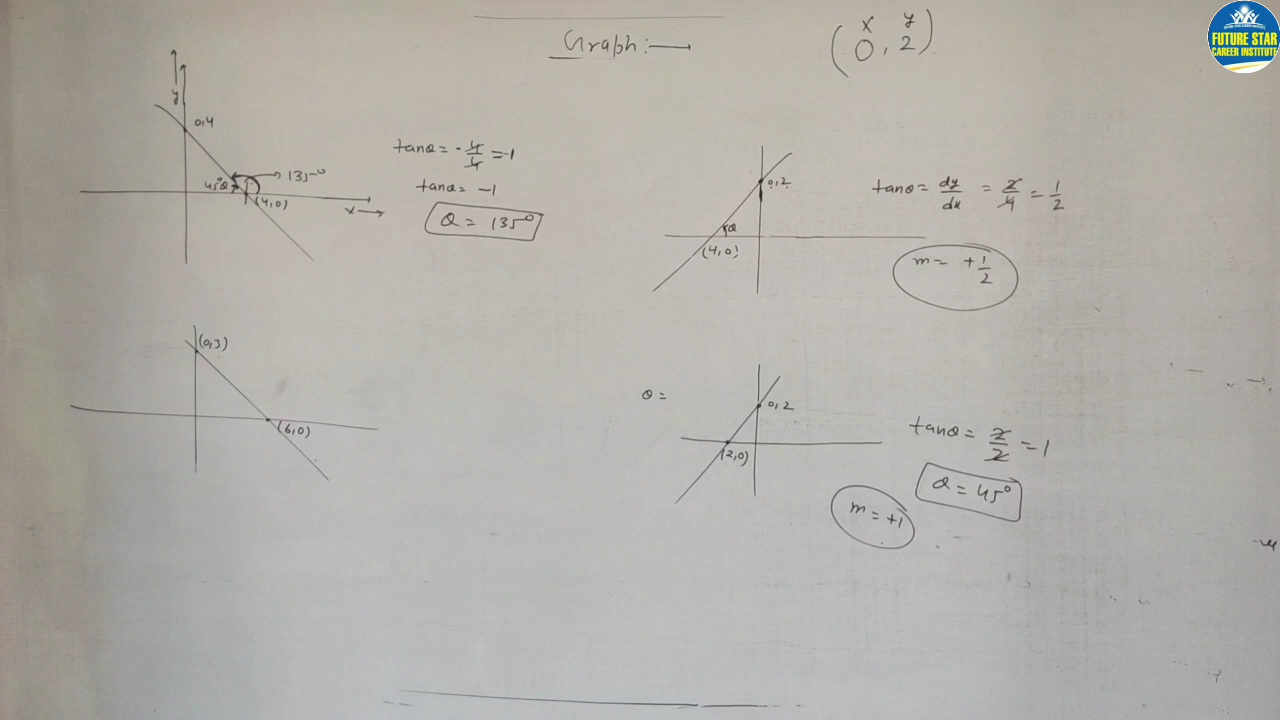 Graph:→
x y
(0, 2)
FUTURE STAR
CAREER INSTITUTE
y
0,4
45° θ
→ 135°
(4,0)
x →
tanθ = - 4/4 = -1
tanθ = -1
θ = 135°
0,2
θ
(4,0)
tanθ = dy/dx = 2/4 = 1/2
m = + 1/2
(0,3)
(6,0)
θ =
0,2
(2,0)
tanθ = 2/2 = 1
θ = 45°
m = +1